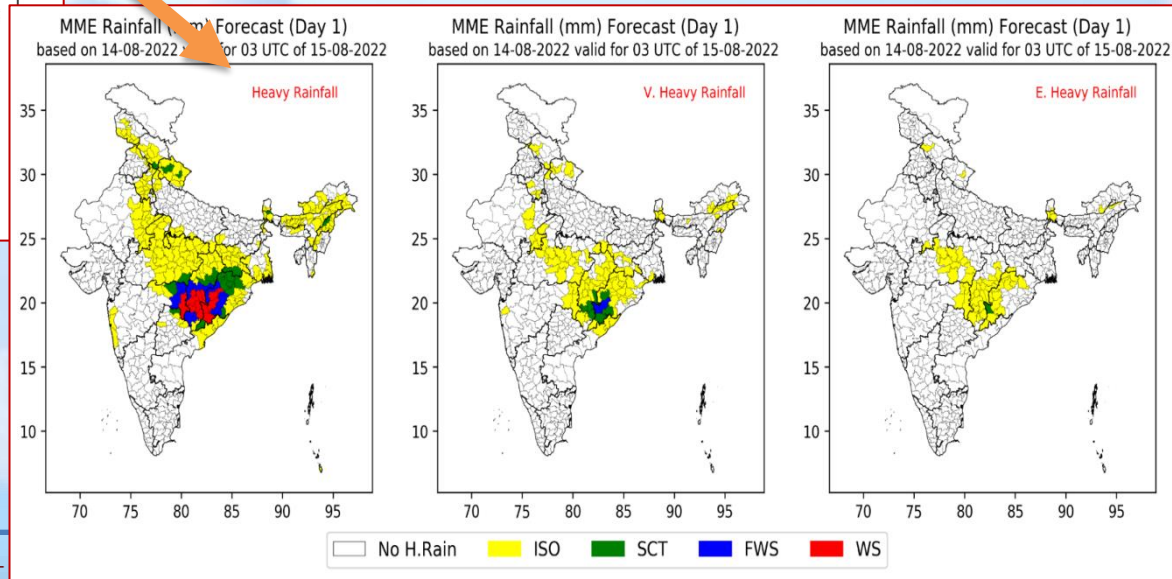 MME Rainfall (mm) Forecast (Day 1)
based on 14-08-2022 valid for 03 UTC of 15-08-2022
Heavy Rainfall
35
30
25
20
15
10
70 75 80 85 90 95
MME Rainfall (mm) Forecast (Day 1)
based on 14-08-2022 valid for 03 UTC of 15-08-2022
V. Heavy Rainfall
35
30
25
20
15
10
70 75 80 85 90 95
MME Rainfall (mm) Forecast (Day 1)
based on 14-08-2022 valid for 03 UTC of 15-08-2022
E. Heavy Rainfall
35
30
25
20
15
10
70 75 80 85 90 95
No H.Rain ISO SCT FWS WS